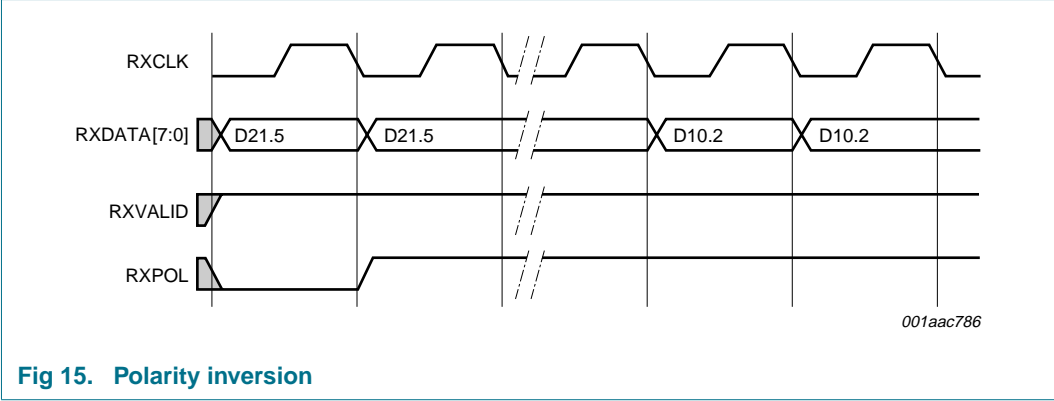 RXCLK
RXDATA[7:0] D21.5 D21.5 D10.2 D10.2
RXVALID
RXPOL
001aac786
Fig 15. Polarity inversion